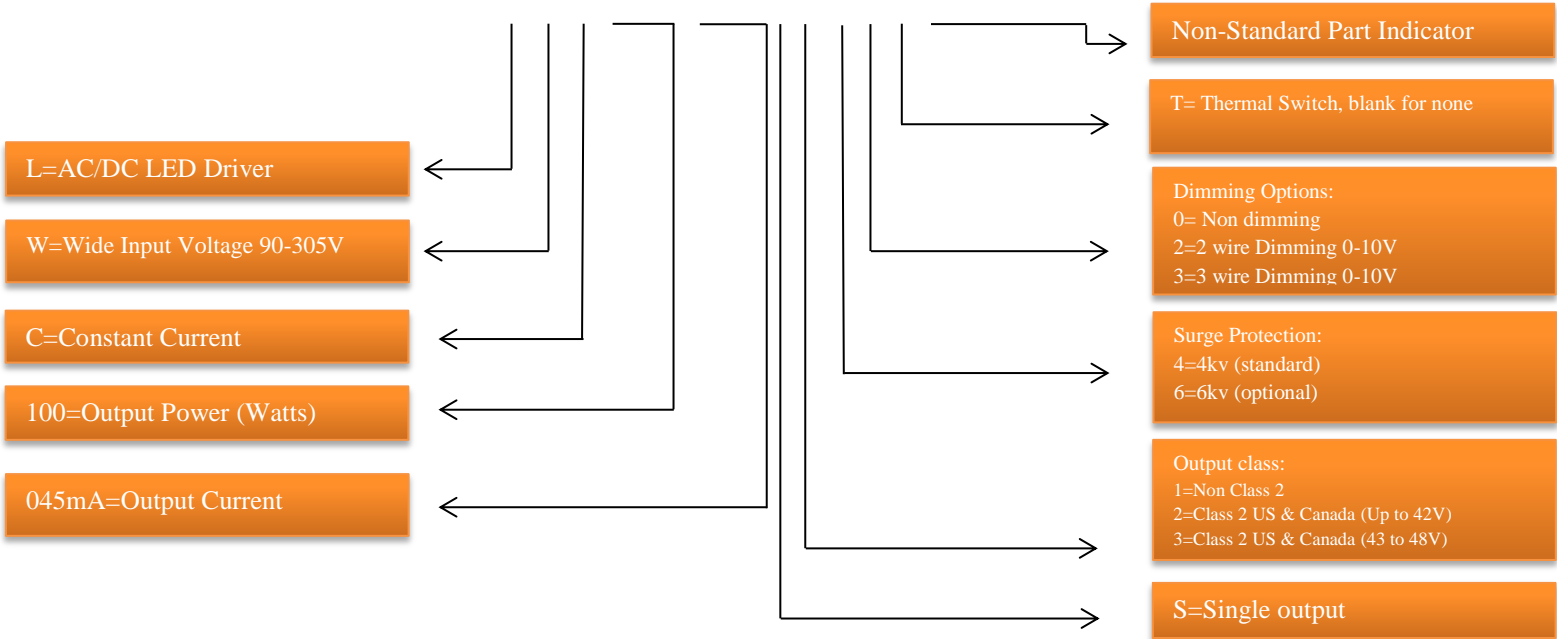 Non-Standard Part Indicator
T= Thermal Switch, blank for none
L=AC/DC LED Driver
Dimming Options:
0= Non dimming
2=2 wire Dimming 0-10V
3=3 wire Dimming 0-10V
W=Wide Input Voltage 90-305V
C=Constant Current
Surge Protection:
4=4kv (standard)
6=6kv (optional)
100=Output Power (Watts)
045mA=Output Current
Output class:
1=Non Class 2
2=Class 2 US & Canada (Up to 42V)
3=Class 2 US & Canada (43 to 48V)
S=Single output